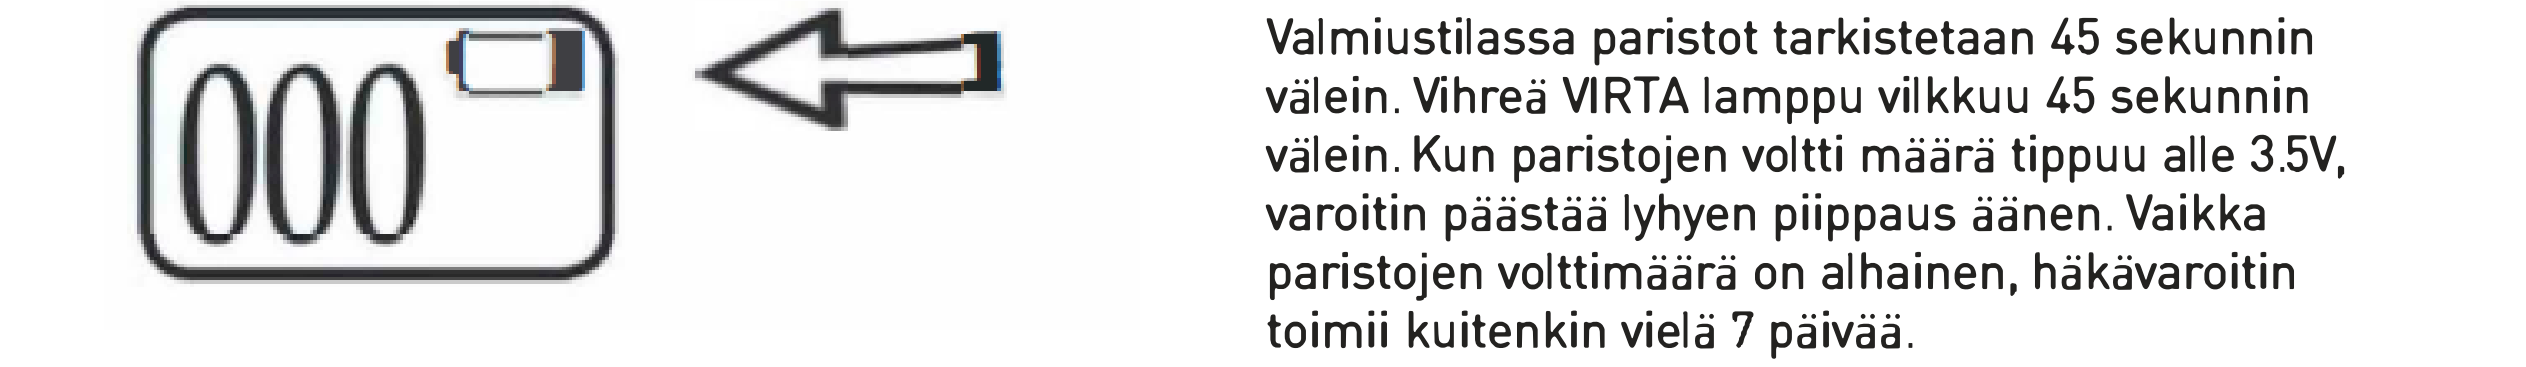 000
Valmiustilassa paristot tarkistetaan 45 sekunnin
välein. Vihreä VIRTA lamppu vilkkuu 45 sekunnin
välein. Kun paristojen voltti määrä tippuu alle 3.5V,
varoitin päästää lyhyen piippaus äänen. Vaikka
paristojen volttimäärä on alhainen, häkävaroitin
toimii kuitenkin vielä 7 päivää.